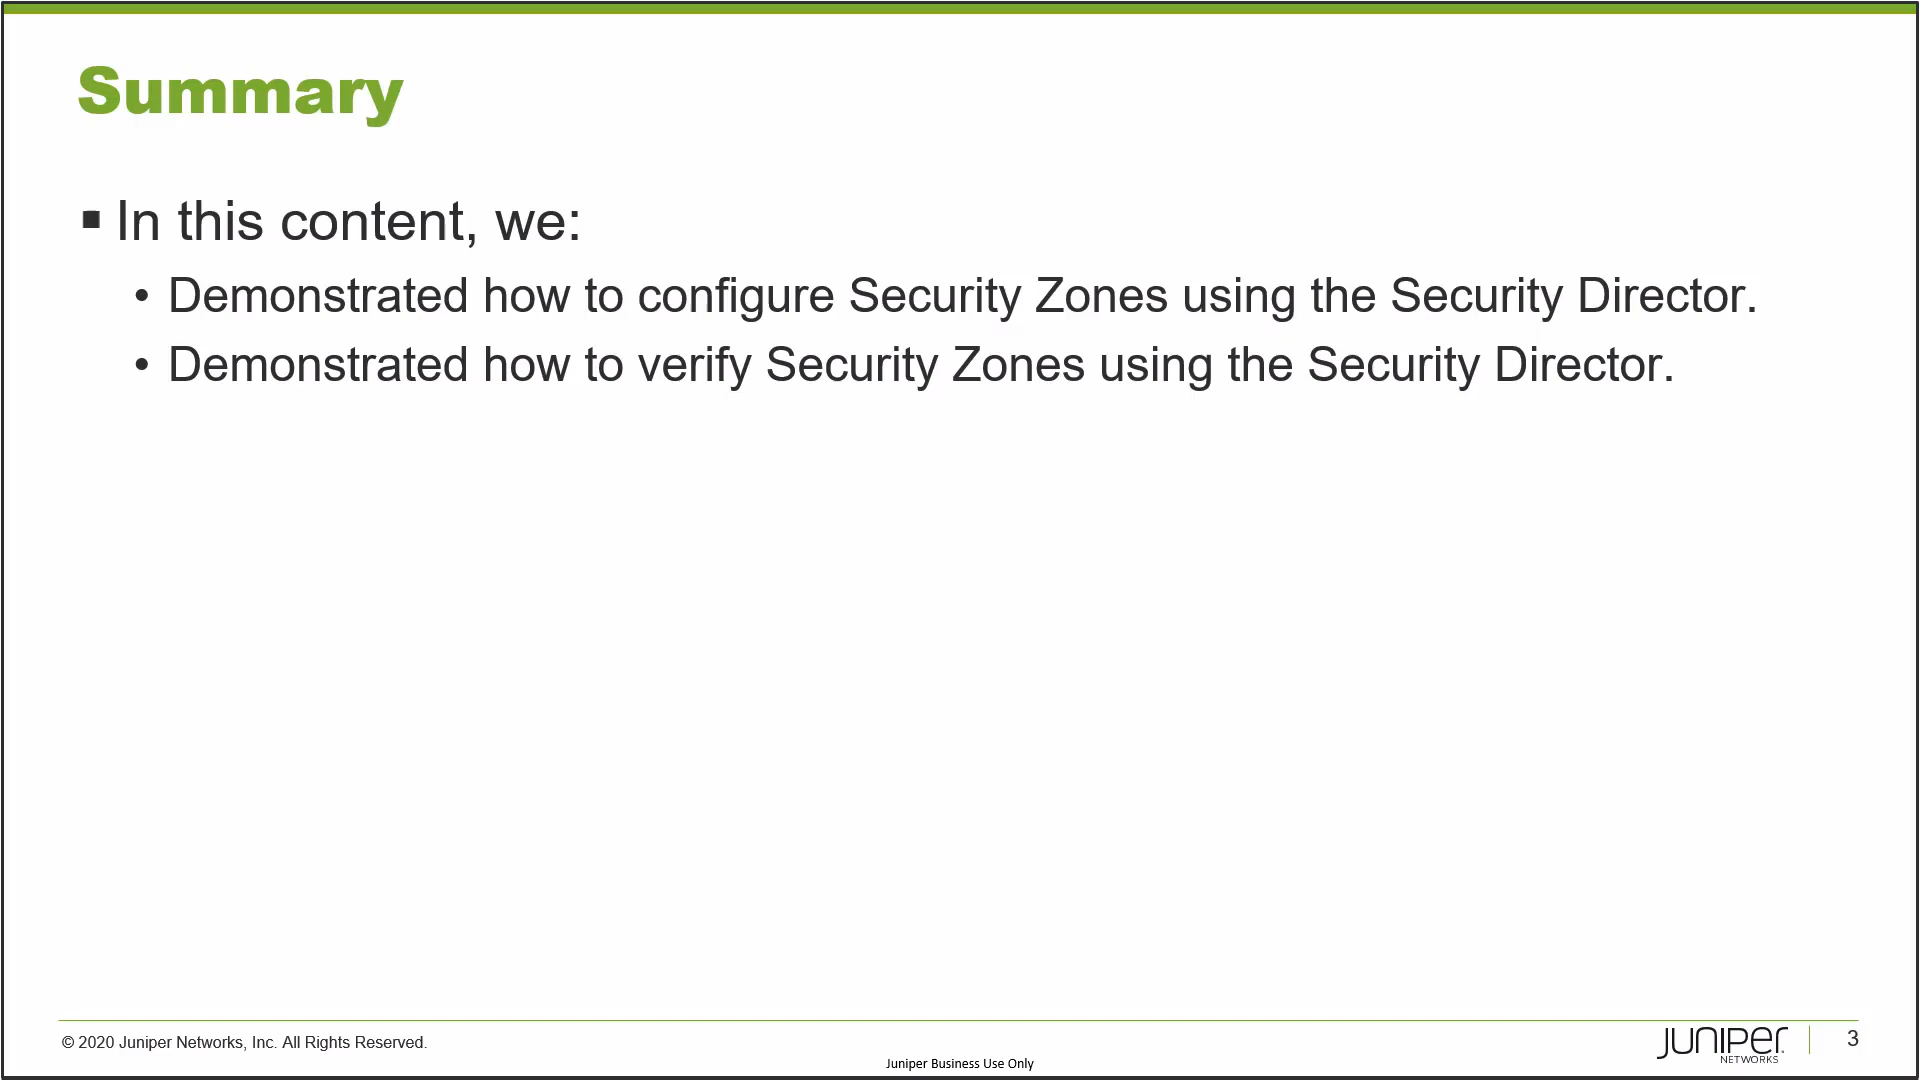 Summary
▪ In this content, we:
• Demonstrated how to configure Security Zones using the Security Director.
• Demonstrated how to verify Security Zones using the Security Director.
© 2020 Juniper Networks, Inc. All Rights Reserved.
Juniper Business Use Only
JUNIPEr
NETWORKS
3